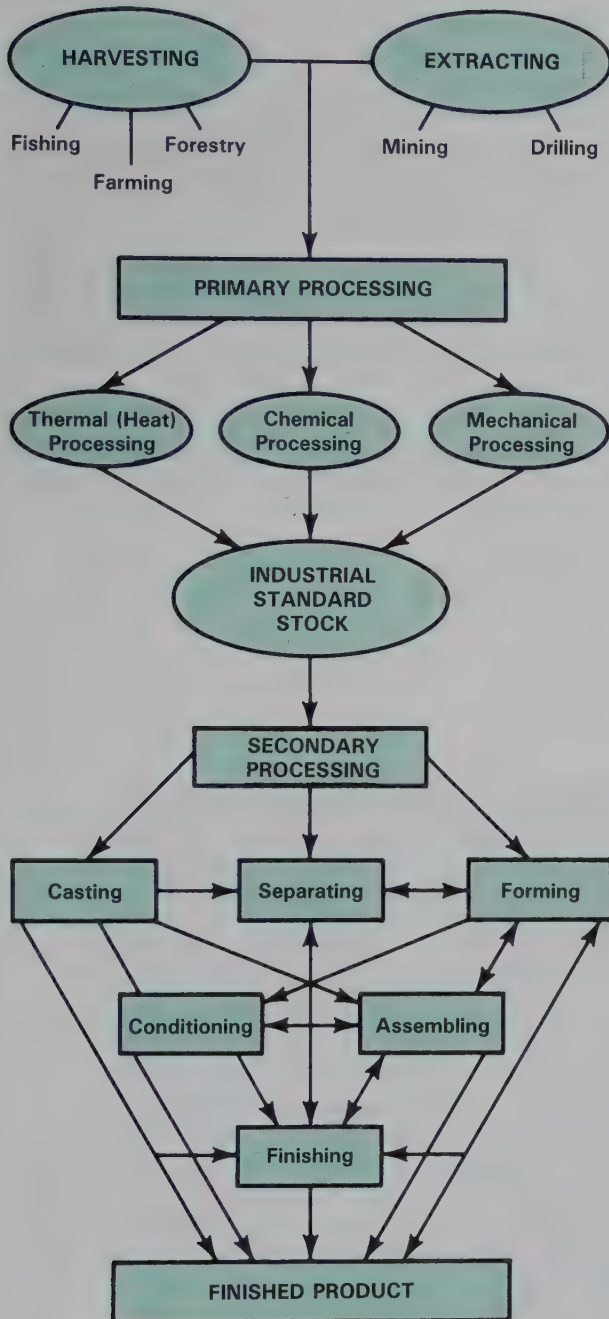 HARVESTING
EXTRACTING
Fishing
Farming
Forestry
Mining
Drilling
PRIMARY PROCESSING
Thermal (Heat)
Processing
Chemical
Processing
Mechanical
Processing
INDUSTRIAL
STANDARD
STOCK
SECONDARY
PROCESSING
Casting
Separating
Forming
Conditioning
Assembling
Finishing
FINISHED PRODUCT